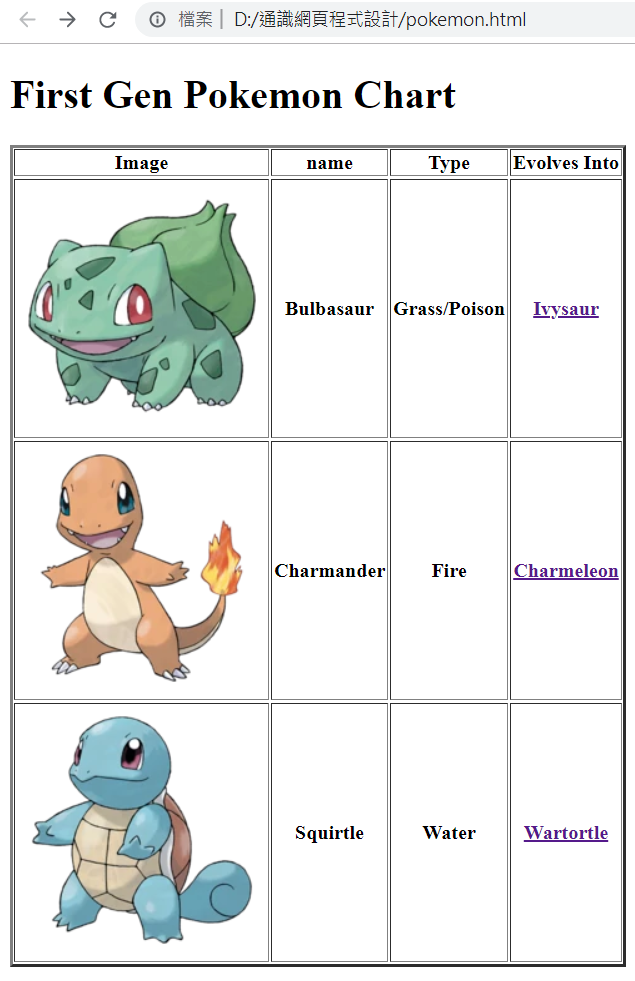 檔案 | D:/通識網頁程式設計/pokemon.html
First Gen Pokemon Chart
Image name Type Evolves Into
Bulbasaur Grass/Poison Ivysaur
Charmander Fire Charmeleon
Squirtle Water Wartortle